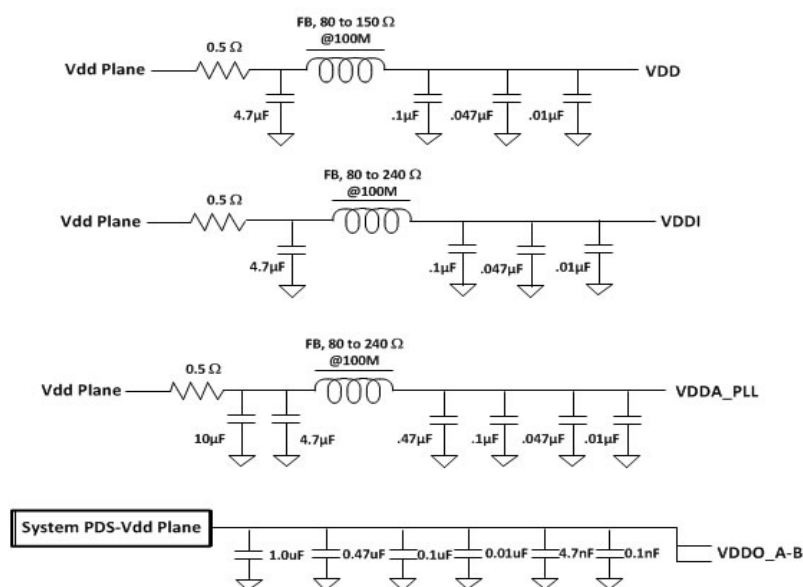 FB, 80 to 150 Ω
@100M
0.5 Ω
Vdd Plane
VDD
4.7µF
.1µF
.047µF
.01µF
FB, 80 to 240 Ω
@100M
0.5 Ω
Vdd Plane
VDDI
4.7µF
.1µF
.047µF
.01µF
FB, 80 to 240 Ω
@100M
0.5 Ω
Vdd Plane
VDDA_PLL
10µF
4.7µF
.47µF
.1µF
.047µF
.01µF
System PDS-Vdd Plane
1.0uF
0.47uF
0.1uF
0.01uF
4.7nF
0.1nF
VDDO_A-B